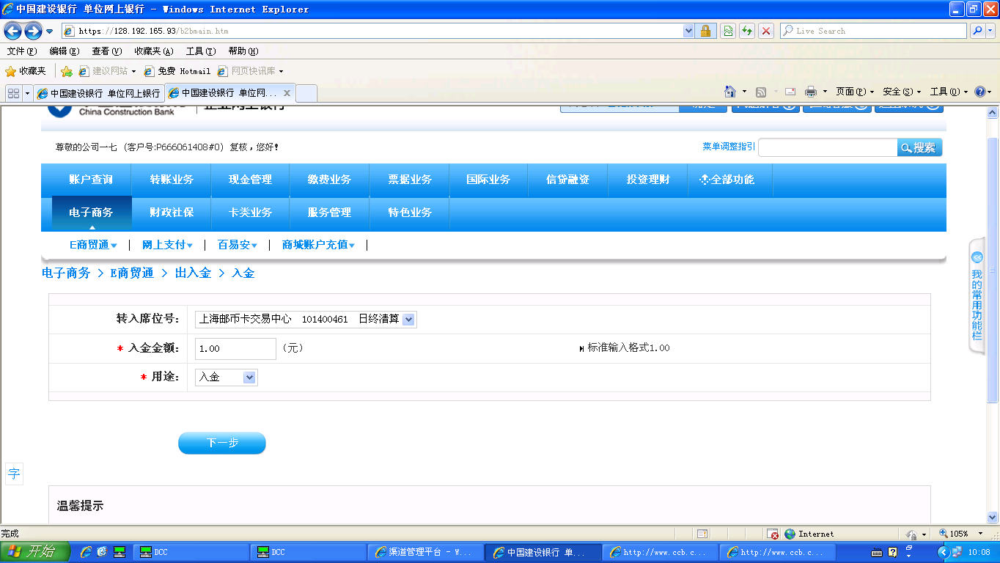 中国建设银行 单位网上银行 - Windows Internet Explorer
https://128.192.165.93/b2bmain.htm
Live Search
文件(F) 编辑(E) 查看(V) 收藏夹(A) 工具(T) 帮助(H)
收藏夹 建议网站 免费 Hotmail 网页快讯库
中国建设银行 单位网上银行 中国建设银行 单位网... 页面(P) 安全(S) 工具(O)
China Construction Bank 企业网上银行
尊敬的公司一七 (客户号:P666061408#0) 复核,您好!
菜单调整指引 搜索
账户查询 转账业务 现金管理 缴费业务 票据业务 国际业务 信贷融资 投资理财 全部功能
电子商务 财政社保 卡类业务 服务管理 特色业务
E商贸通 | 网上支付 | 百易安 | 商城账户充值 |
电子商务 > E商贸通 > 出入金 > 入金
转入席位号: 上海邮币卡交易中心 101400461 日终清算
* 入金金额: 1.00 (元) 标准输入格式1.00
* 用途: 入金
下一步
我的常用功能栏
字
温馨提示
完成 Internet 105%
开始 DCC DCC 渠道管理平台 - W... 中国建设银行 单... http://www.ccb.c... http://www.ccb.c... 10:08